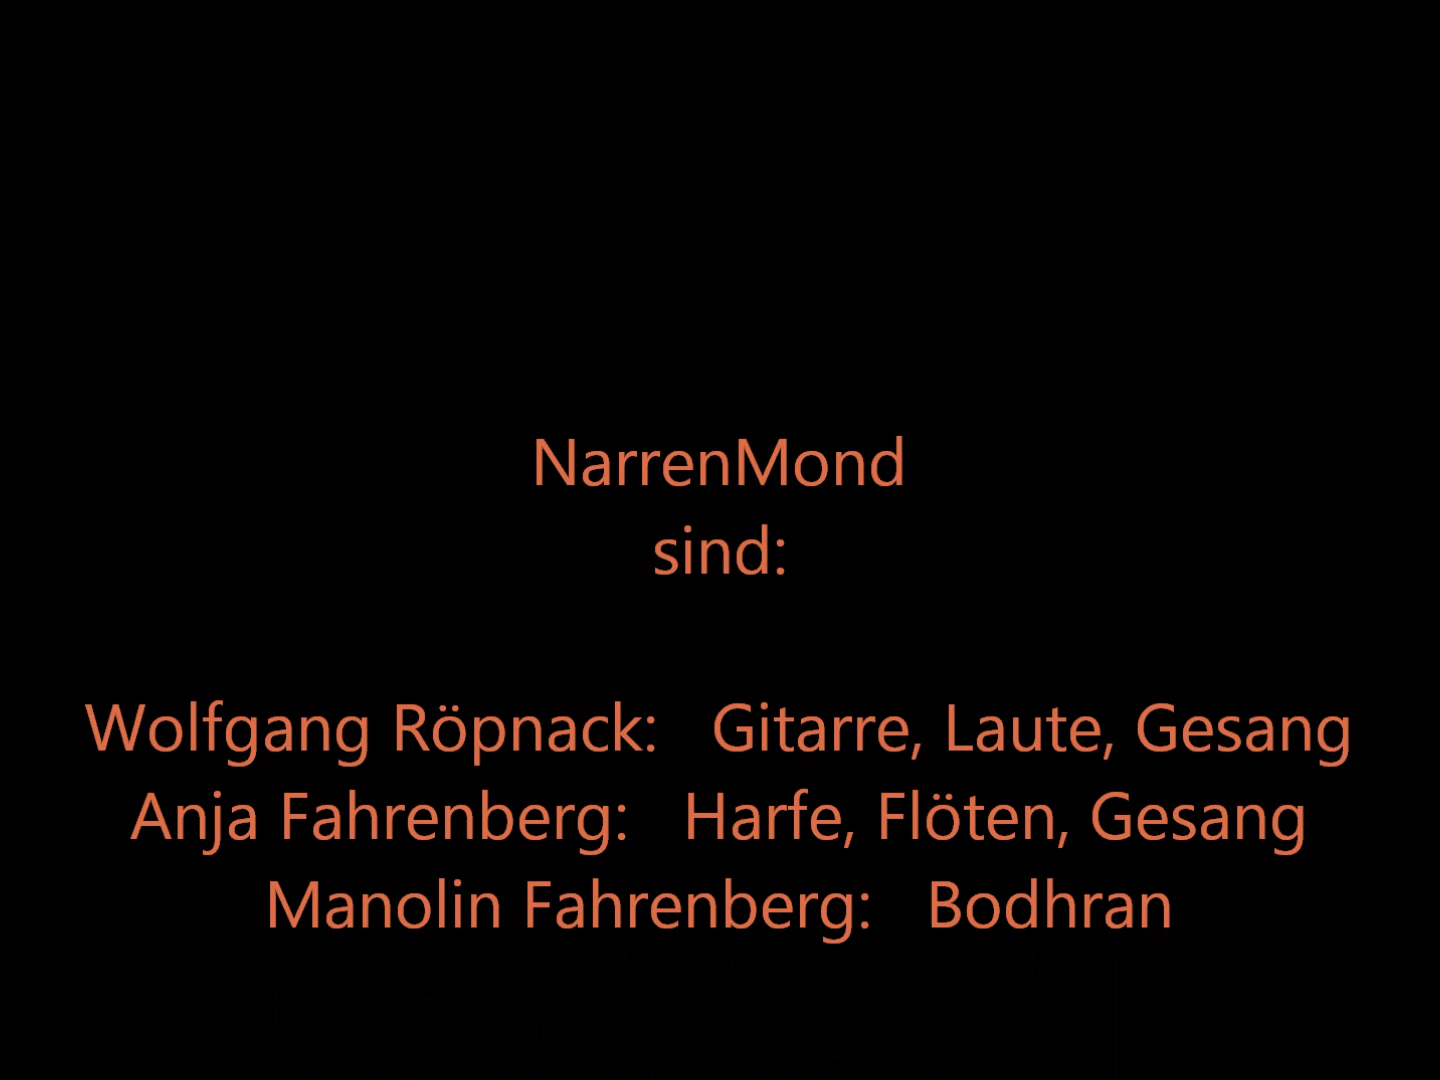 NarrenMond
sind:
Wolfgang Röpnack: Gitarre, Laute, Gesang
Anja Fahrenberg: Harfe, Flöten, Gesang
Manolin Fahrenberg: Bodhran